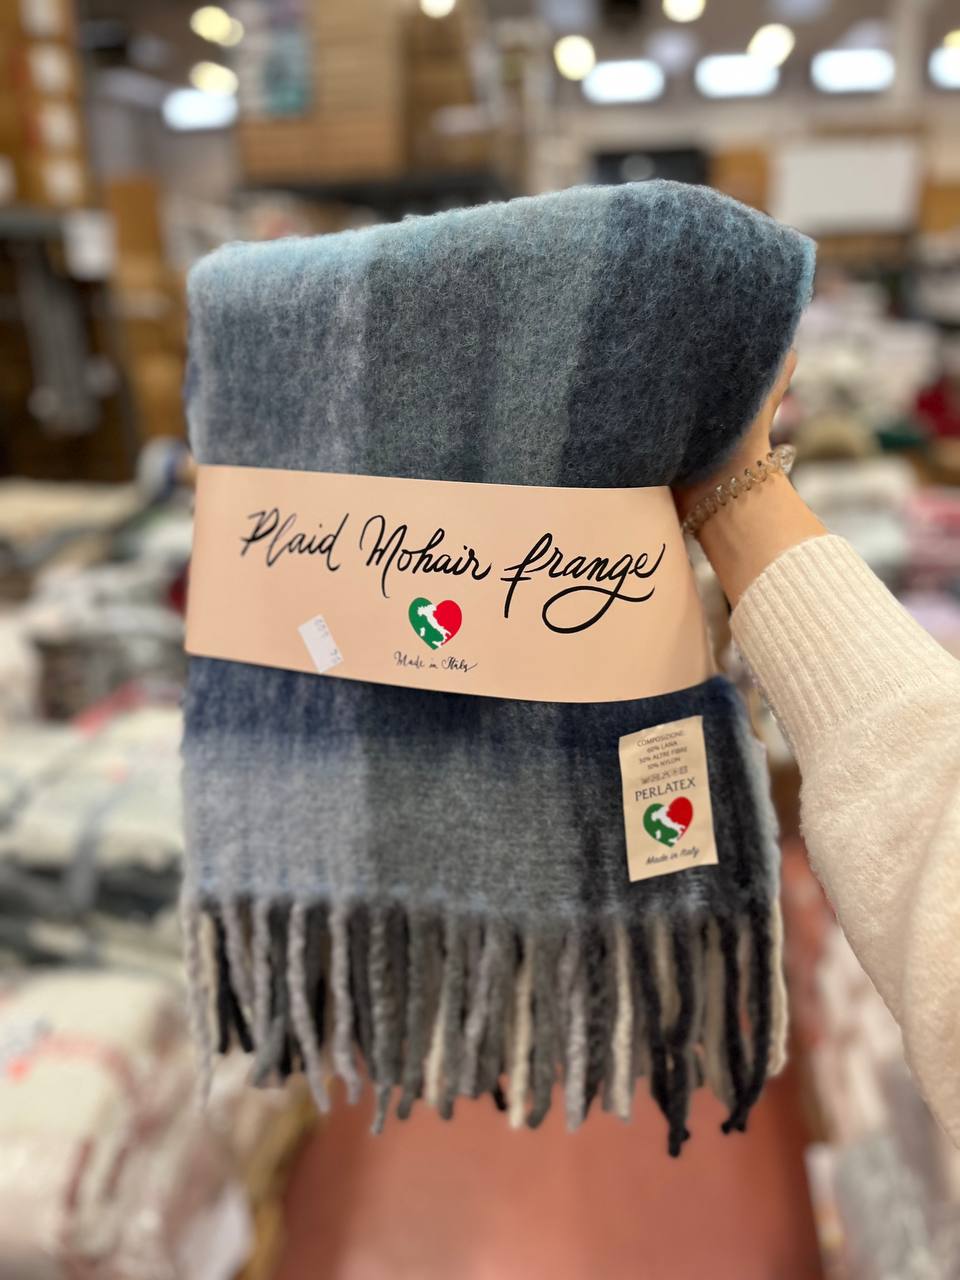 Plaid Mohair frange
Made in Italy
COMPOSIZIONE:
60% LANA
30% ALTRE FIBRE
10% NYLON
PERLATEX
Made in Italy